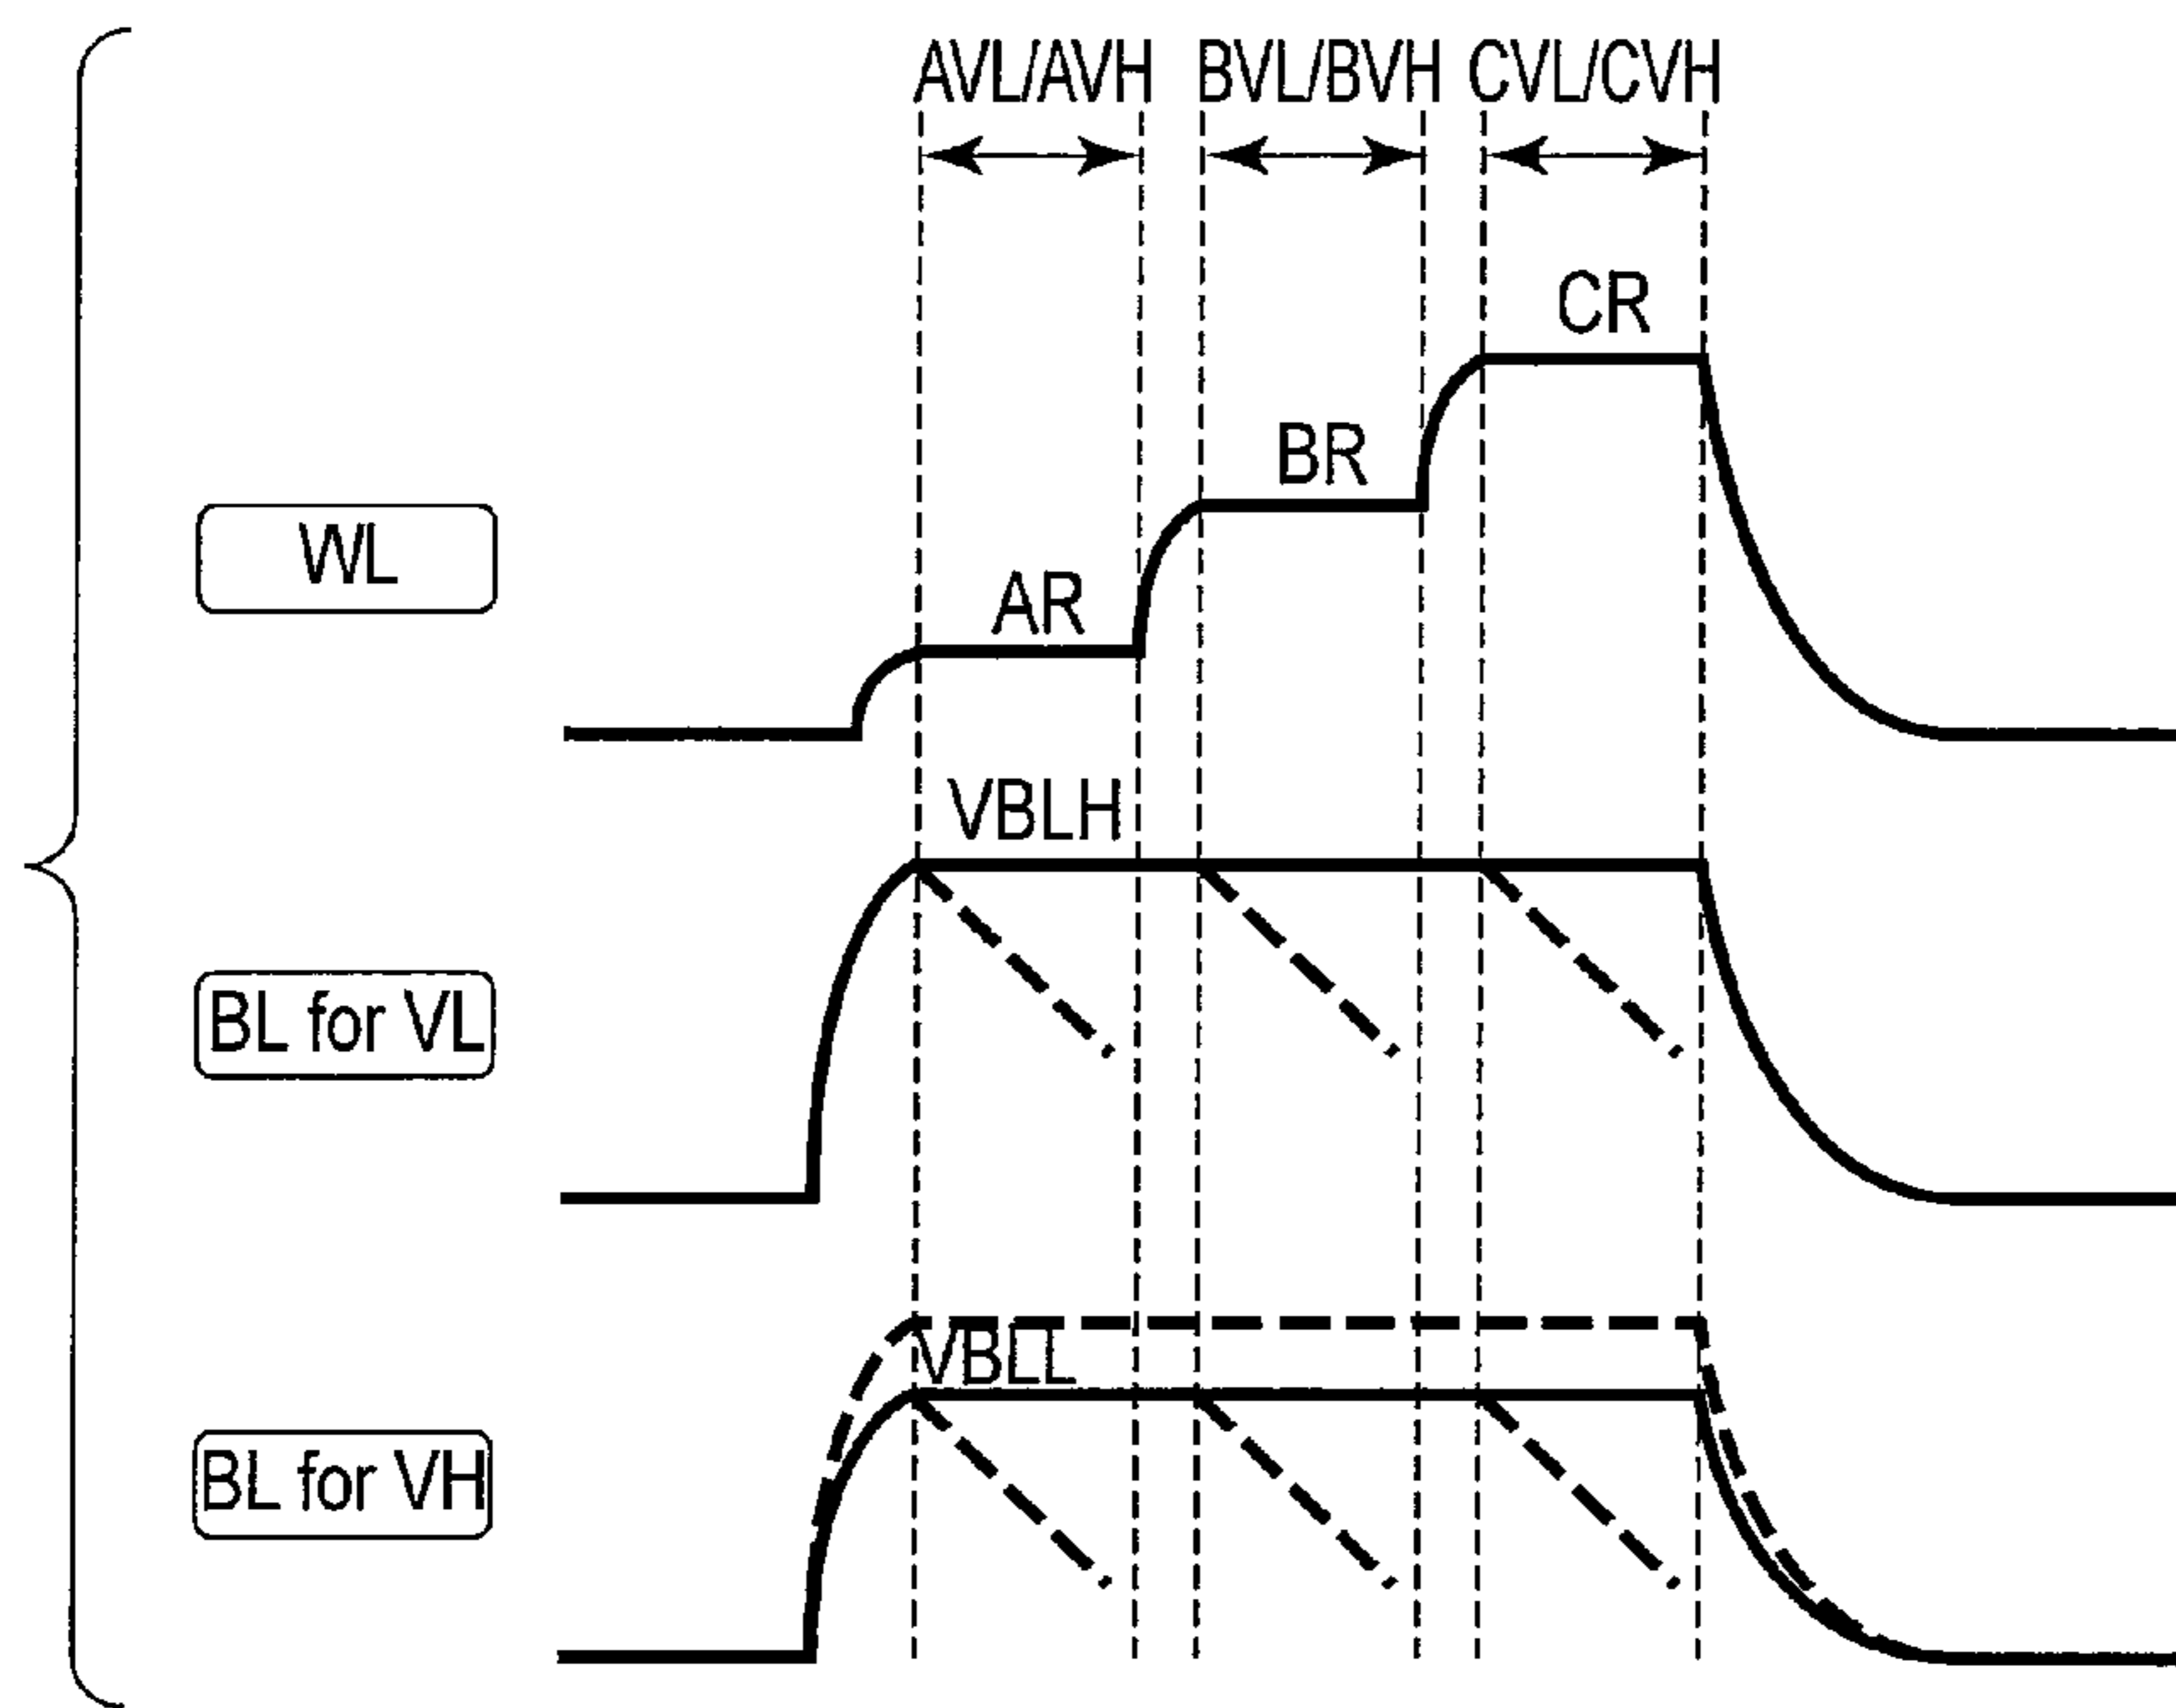 AVL/AVH BVL/BVH CVL/CVH
CR
BR
WL
AR
VBLH
BL for VL
VBLL
BL for VH